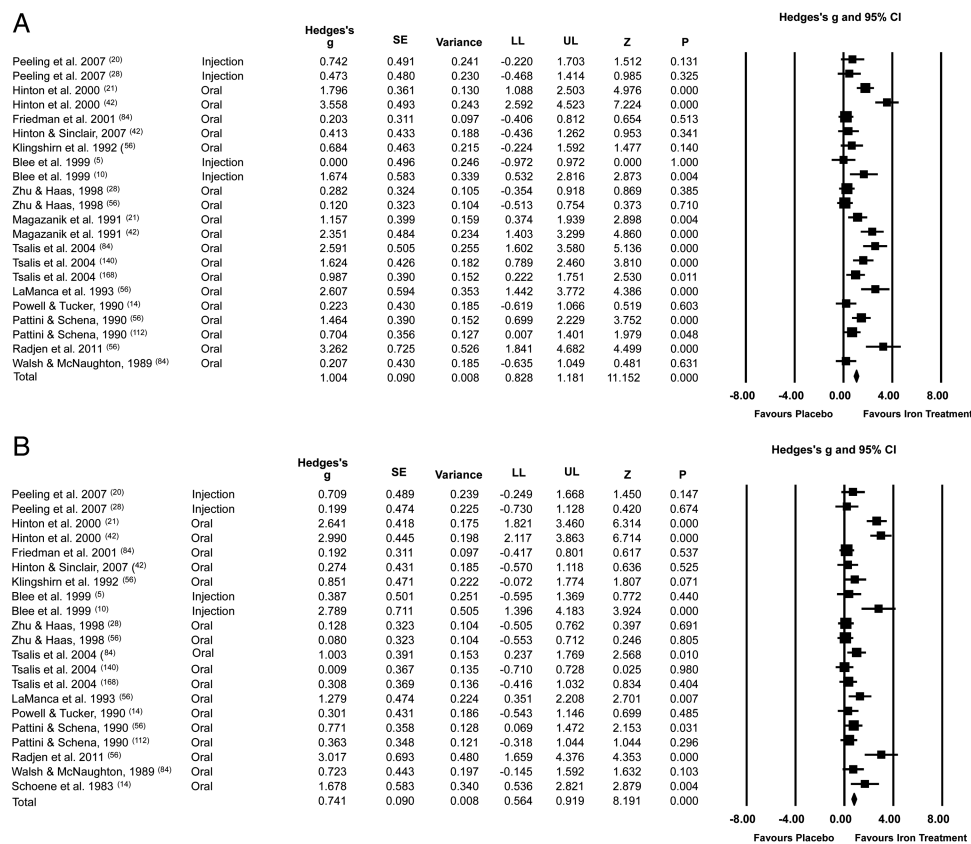 A
Hedges's g and 95% CI
Hedges's
g SE Variance LL UL Z P
Peeling et al. 2007 (20) Injection 0.742 0.491 0.241 -0.220 1.703 1.512 0.131
Peeling et al. 2007 (28) Injection 0.473 0.480 0.230 -0.468 1.414 0.985 0.325
Hinton et al. 2000 (21) Oral 1.796 0.361 0.130 1.088 2.503 4.976 0.000
Hinton et al. 2000 (42) Oral 3.558 0.493 0.243 2.592 4.523 7.224 0.000
Friedman et al. 2001 (84) Oral 0.203 0.311 0.097 -0.406 0.812 0.654 0.513
Hinton & Sinclair, 2007 (42) Oral 0.413 0.433 0.188 -0.436 1.262 0.953 0.341
Klingshirn et al. 1992 (56) Oral 0.684 0.463 0.215 -0.224 1.592 1.477 0.140
Blee et al. 1999 (5) Injection 0.000 0.496 0.246 -0.972 0.972 0.000 1.000
Blee et al. 1999 (10) Injection 1.674 0.583 0.339 0.532 2.816 2.873 0.004
Zhu & Haas, 1998 (28) Oral 0.282 0.324 0.105 -0.354 0.918 0.869 0.385
Zhu & Haas, 1998 (56) Oral 0.120 0.323 0.104 -0.513 0.754 0.373 0.710
Magazanik et al. 1991 (21) Oral 1.157 0.399 0.159 0.374 1.939 2.898 0.004
Magazanik et al. 1991 (42) Oral 2.351 0.484 0.234 1.403 3.299 4.860 0.000
Tsalis et al. 2004 (84) Oral 2.591 0.505 0.255 1.602 3.580 5.136 0.000
Tsalis et al. 2004 (140) Oral 1.624 0.426 0.182 0.789 2.460 3.810 0.000
Tsalis et al. 2004 (168) Oral 0.987 0.390 0.152 0.222 1.751 2.530 0.011
LaManca et al. 1993 (56) Oral 2.607 0.594 0.353 1.442 3.772 4.386 0.000
Powell & Tucker, 1990 (14) Oral 0.223 0.430 0.185 -0.619 1.066 0.519 0.603
Pattini & Schena, 1990 (56) Oral 1.464 0.390 0.152 0.699 2.229 3.752 0.000
Pattini & Schena, 1990 (112) Oral 0.704 0.356 0.127 0.007 1.401 1.979 0.048
Radjen et al. 2011 (56) Oral 3.262 0.725 0.526 1.841 4.682 4.499 0.000
Walsh & McNaughton, 1989 (84) Oral 0.207 0.430 0.185 -0.635 1.049 0.481 0.631
Total 1.004 0.090 0.008 0.828 1.181 11.152 0.000
-8.00 -4.00 0.00 4.00 8.00
Favours Placebo Favours Iron Treatment
B
Hedges's g and 95% CI
Hedges's
g SE Variance LL UL Z P
Peeling et al. 2007 (20) Injection 0.709 0.489 0.239 -0.249 1.668 1.450 0.147
Peeling et al. 2007 (28) Injection 0.199 0.474 0.225 -0.730 1.128 0.420 0.674
Hinton et al. 2000 (21) Oral 2.641 0.418 0.175 1.821 3.460 6.314 0.000
Hinton et al. 2000 (42) Oral 2.990 0.445 0.198 2.117 3.863 6.714 0.000
Friedman et al. 2001 (84) Oral 0.192 0.311 0.097 -0.417 0.801 0.617 0.537
Hinton & Sinclair, 2007 (42) Oral 0.274 0.431 0.185 -0.570 1.118 0.636 0.525
Klingshirn et al. 1992 (56) Oral 0.851 0.471 0.222 -0.072 1.774 1.807 0.071
Blee et al. 1999 (5) Injection 0.387 0.501 0.251 -0.595 1.369 0.772 0.440
Blee et al. 1999 (10) Injection 2.789 0.711 0.505 1.396 4.183 3.924 0.000
Zhu & Haas, 1998 (28) Oral 0.128 0.323 0.104 -0.505 0.762 0.397 0.691
Zhu & Haas, 1998 (56) Oral 0.080 0.323 0.104 -0.553 0.712 0.246 0.805
Tsalis et al. 2004 (84) Oral 1.003 0.391 0.153 0.237 1.769 2.568 0.010
Tsalis et al. 2004 (140) Oral 0.009 0.367 0.135 -0.710 0.728 0.025 0.980
Tsalis et al. 2004 (168) Oral 0.308 0.369 0.136 -0.416 1.032 0.834 0.404
LaManca et al. 1993 (56) Oral 1.279 0.474 0.224 0.351 2.208 2.701 0.007
Powell & Tucker, 1990 (14) Oral 0.301 0.431 0.186 -0.543 1.146 0.699 0.485
Pattini & Schena, 1990 (56) Oral 0.771 0.358 0.128 0.069 1.472 2.153 0.031
Pattini & Schena, 1990 (112) Oral 0.363 0.348 0.121 -0.318 1.044 1.044 0.296
Radjen et al. 2011 (56) Oral 3.017 0.693 0.480 1.659 4.376 4.353 0.000
Walsh & McNaughton, 1989 (84) Oral 0.723 0.443 0.197 -0.145 1.592 1.632 0.103
Schoene et al. 1983 (14) Oral 1.678 0.583 0.340 0.536 2.821 2.879 0.004
Total 0.741 0.090 0.008 0.564 0.919 8.191 0.000
-8.00 -4.00 0.00 4.00 8.00
Favours Placebo Favours Iron Treatment